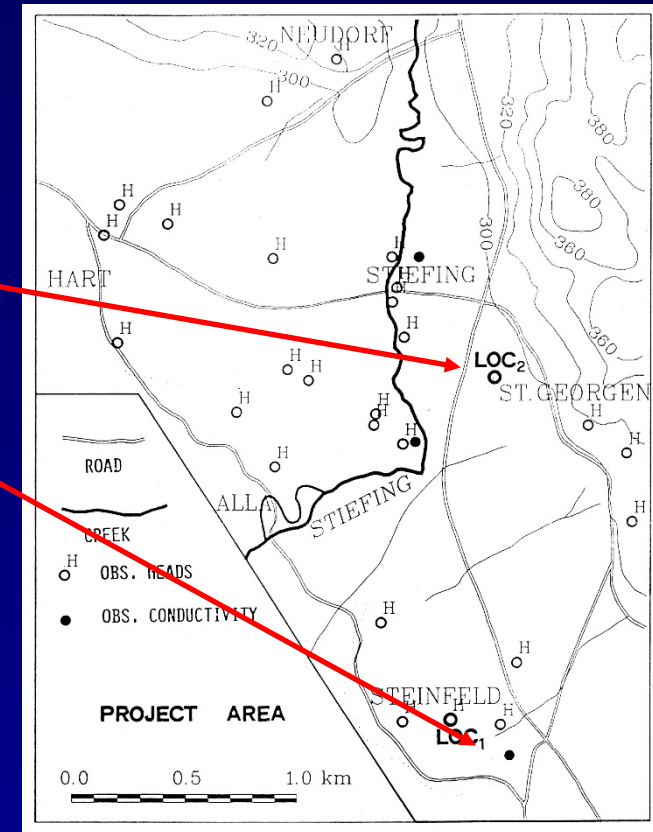 NEUDORF
320
300
H
H
320
380
380
360
300
360
H
H
H
H
H
HART
STIEFING
H
H
H
H
H
H
LOC₂
ST.GEORGEN
H
H
H
H
H
H
H
H
ALLA
STIEFING
ROAD
CREEK
H
OBS. HEADS
OBS. CONDUCTIVITY
PROJECT AREA
0.0 0.5 1.0 km
H
H
STEINFELD
H
H
H
LOC₁